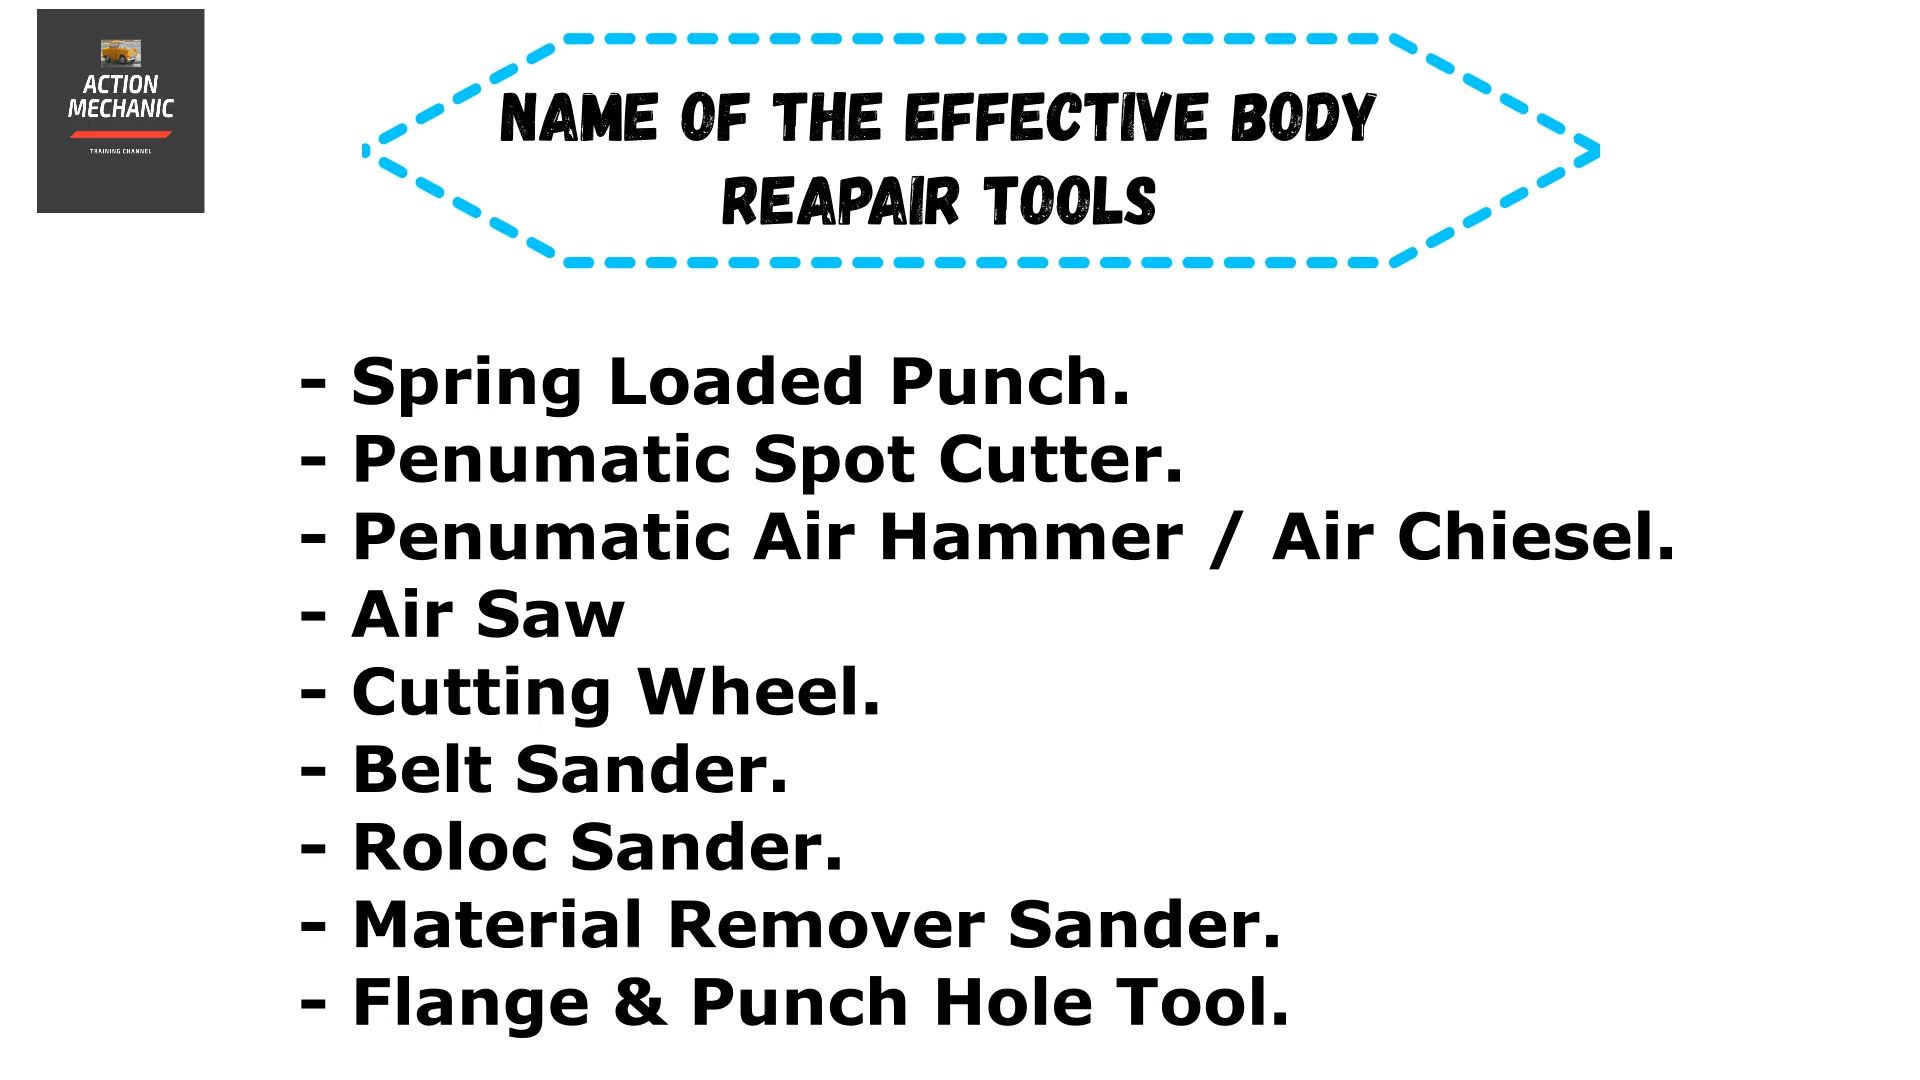 ACTION
MECHANIC
TRAINING CHANNEL
NAME OF THE EFFECTIVE BODY
REAPAIR TOOLS
- Spring Loaded Punch.
- Penumatic Spot Cutter.
- Penumatic Air Hammer / Air Chiesel.
- Air Saw
- Cutting Wheel.
- Belt Sander.
- Roloc Sander.
- Material Remover Sander.
- Flange & Punch Hole Tool.